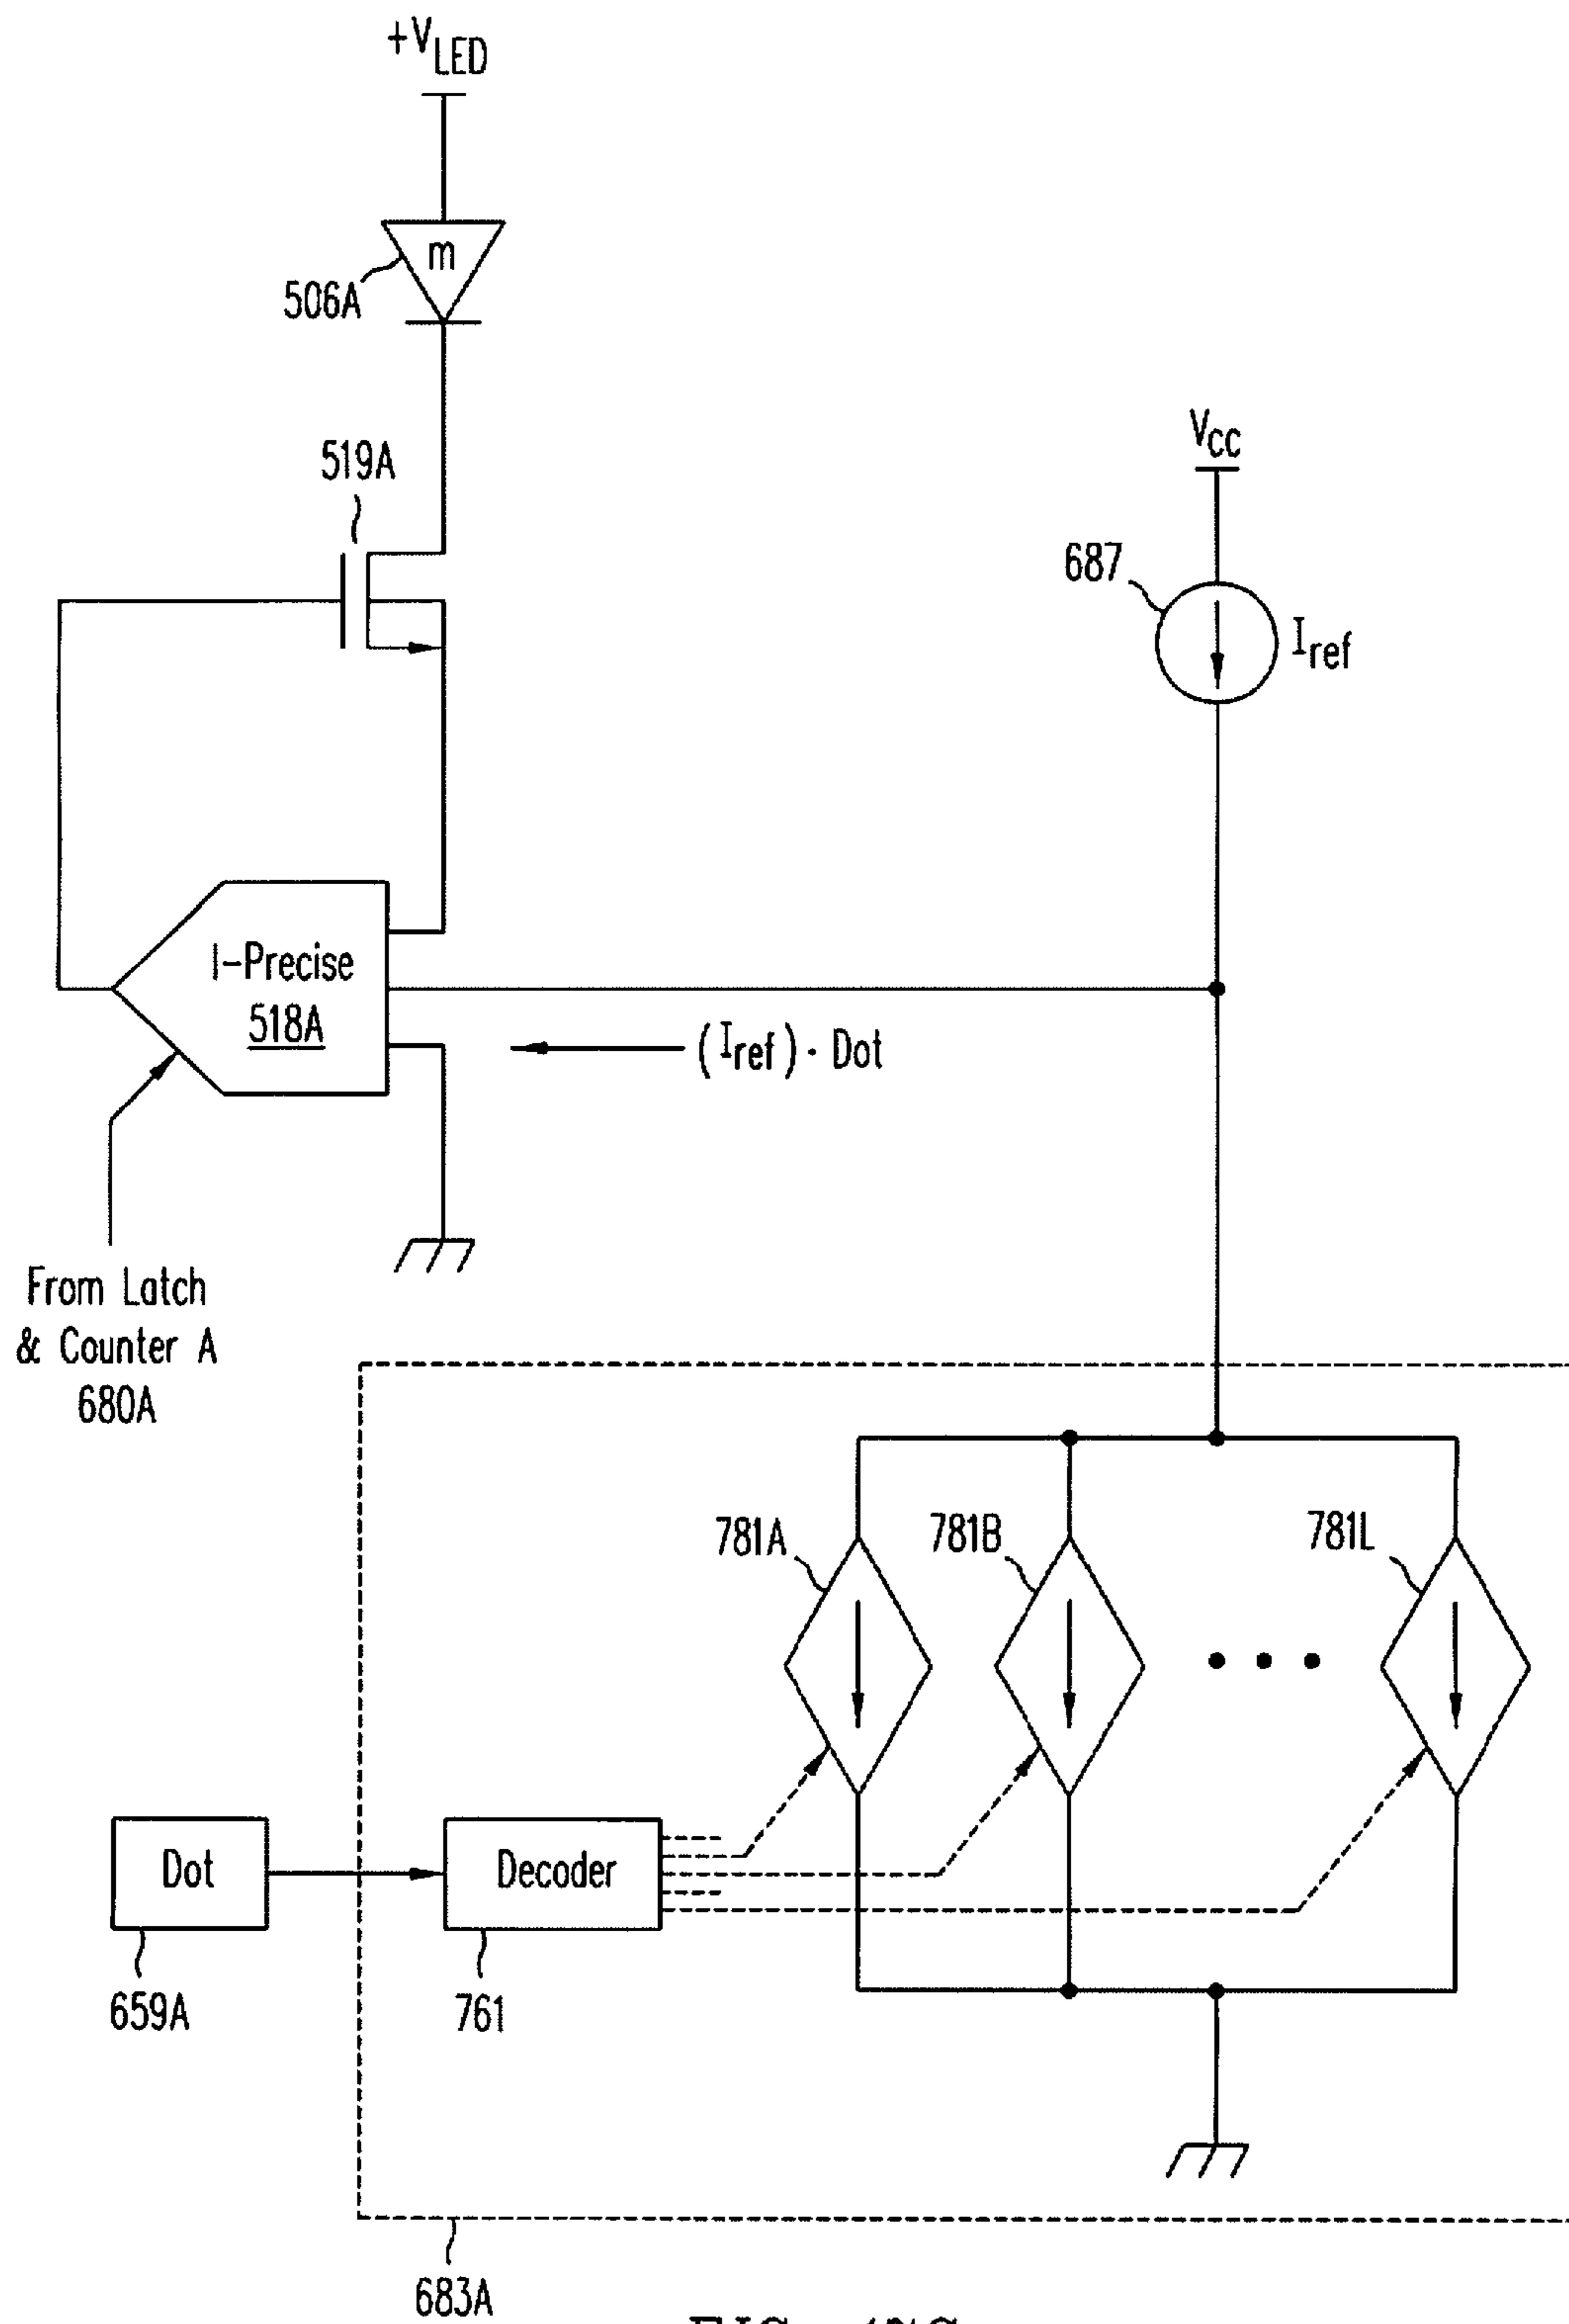 +VLED
m
506A
519A
VCC
687
Iref
I-Precise
518A
(Iref) · Dot
From Latch
& Counter A
680A
781A
781B
781L
Dot
Decoder
659A
761
683A